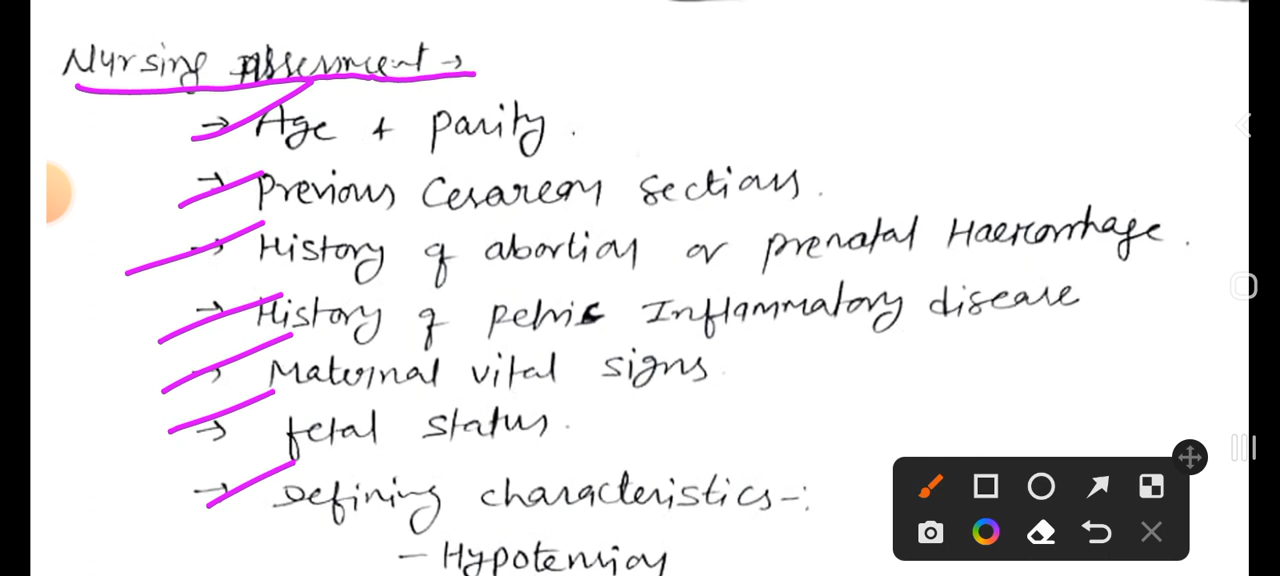 Nursing Assessment →
→ Age + parity.
→ Previous Cesarean sections.
→ History of abortion or prenatal Haemorrhage.
→ History of pelvic Inflammatory disease
→ Maternal vital signs.
→ fetal status.
→ Defining characteristics -:
- Hypotension